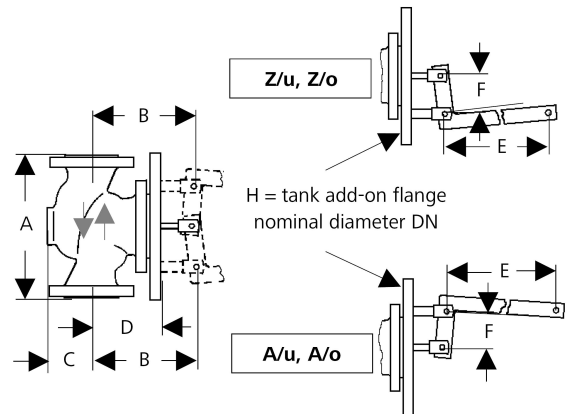 Z/u, Z/o
F
E
B
A
H = tank add-on flange
nominal diameter DN
E
F
D
C
B
A/u, A/o